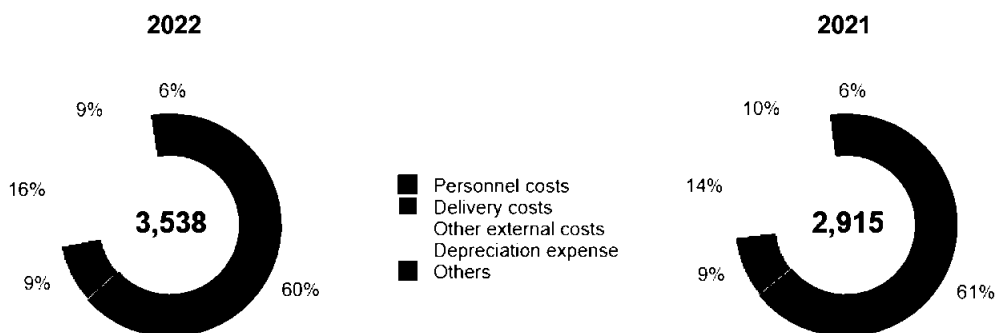 2022
2021
6%
9%
16%
3,538
9%
60%
Personnel costs
Delivery costs
Other external costs
Depreciation expense
Others
6%
10%
14%
2,915
9%
61%